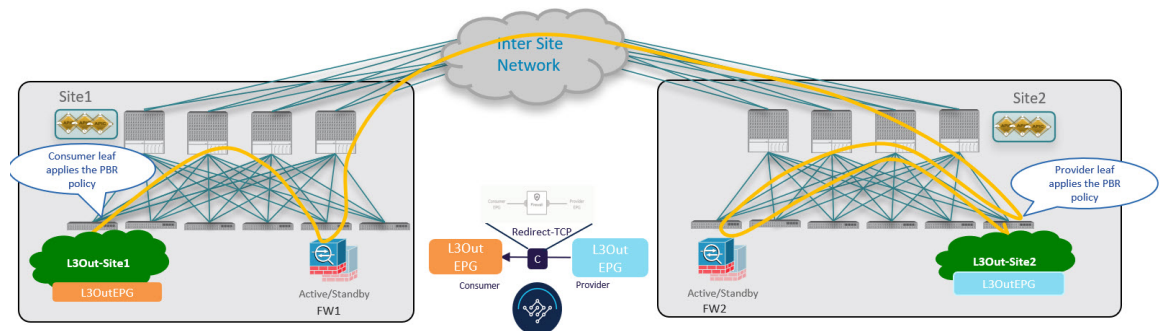 Inter Site
Network
Site1
Site2
Consumer leaf
applies the PBR
policy
Provider leaf
applies the PBR
policy
Redirect-TCP
L3Out-Site1
L3OutEPG
Active/Standby
FW1
L3Out
EPG
C
L3Out
EPG
Consumer
Provider
Active/Standby
FW2
L3Out-Site2
L3OutEPG